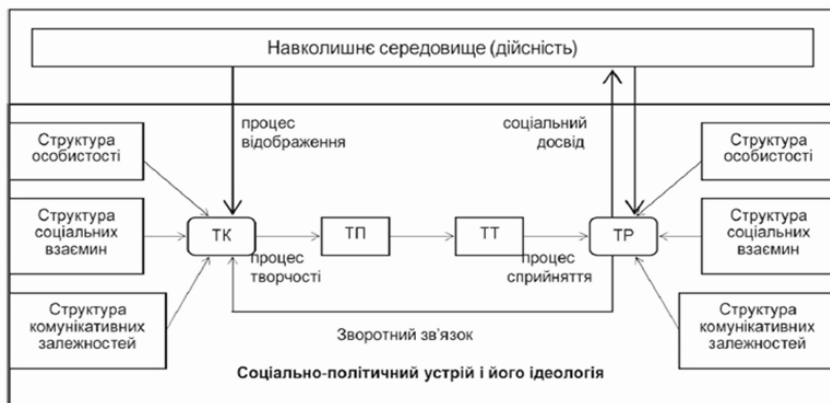 Навколишнє середовище (дійсність)
процес
відображення
соціальний
досвід
Структура
особистості
Структура
соціальних
взаємин
Структура
комунікативних
залежностей
ТК
ТП
ТТ
ТР
процес
творчості
процес
сприйняття
Структура
особистості
Структура
соціальних
взаємин
Структура
комунікативних
залежностей
Зворотний зв'язок
Соціально-політичний устрій і його ідеологія